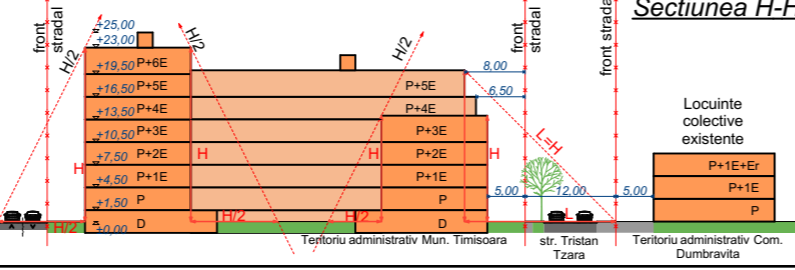 Sectiunea H-H
front
stradal
front
stradal
front stradal
+25,00
+23,00
+19,50
+16,50
+13,50
+10,50
+7,50
+4,50
+1,50
+0,00
P+6E
P+5E
P+4E
P+3E
P+2E
P+1E
P
D
P+5E
P+4E
P+3E
P+2E
P+1E
P
D
H/2
H/2
H/2
H
H
H
H
H/2
H/2
H/2
L=H
L
8,00
6,50
5,00
12,00
5,00
Locuinte
colective
existente
P+1E+Er
P+1E
P
Teritoriu administrativ Mun. Timisoara
str. Tristan
Tzara
Teritoriu administrativ Com.
Dumbravita